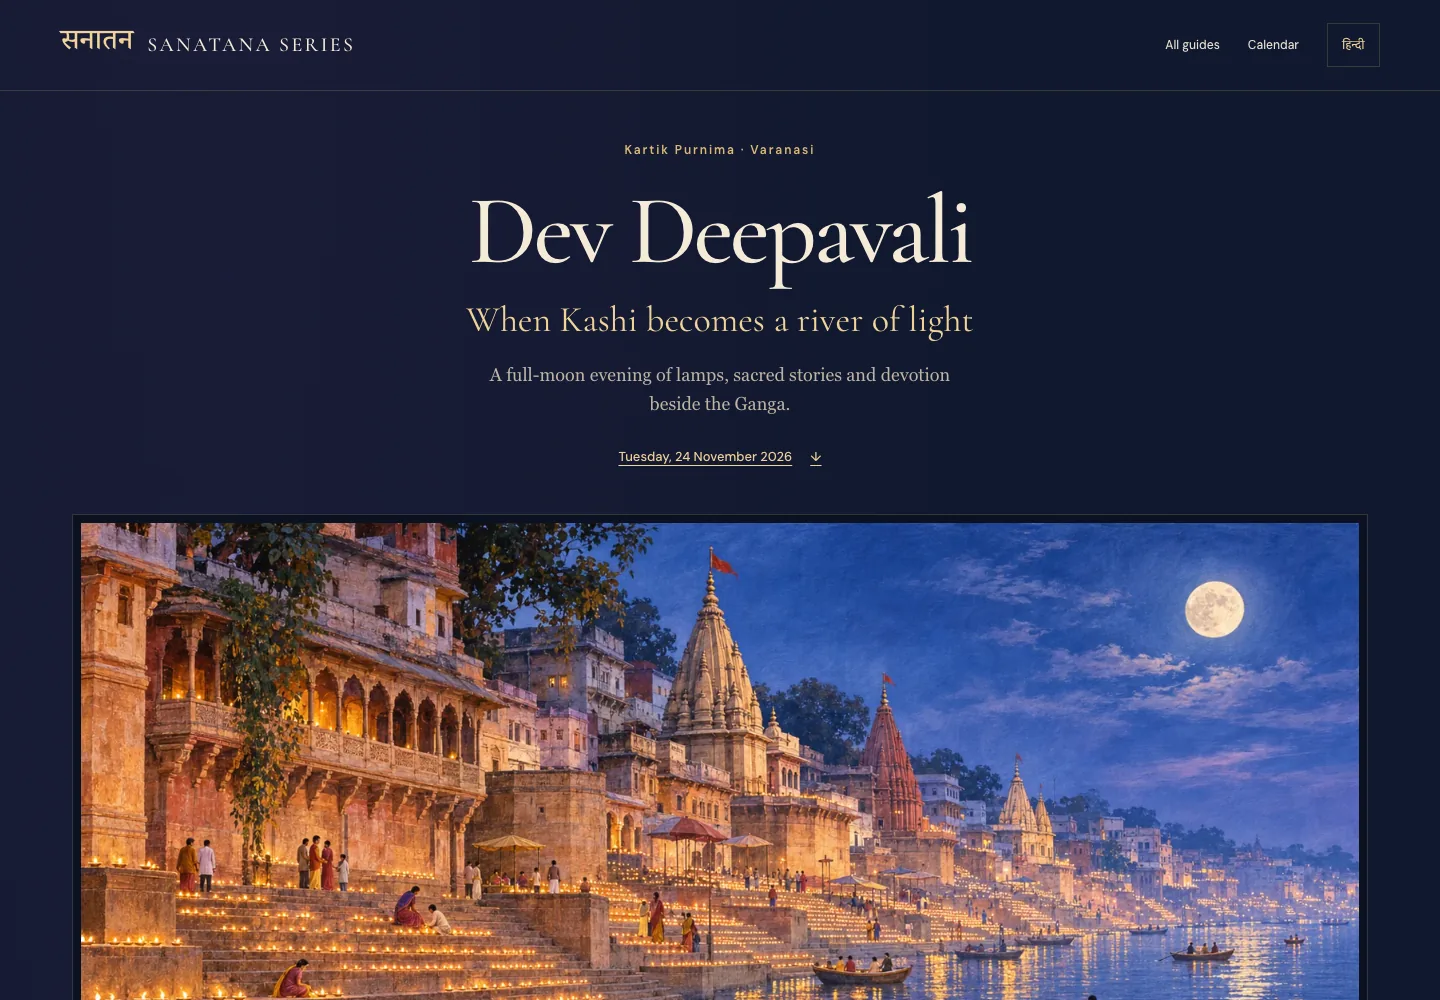 सनातन SANATANA SERIES
All guides Calendar हिन्दी
Kartik Purnima · Varanasi
Dev Deepavali
When Kashi becomes a river of light
A full-moon evening of lamps, sacred stories and devotion
beside the Ganga.
Tuesday, 24 November 2026 ↓